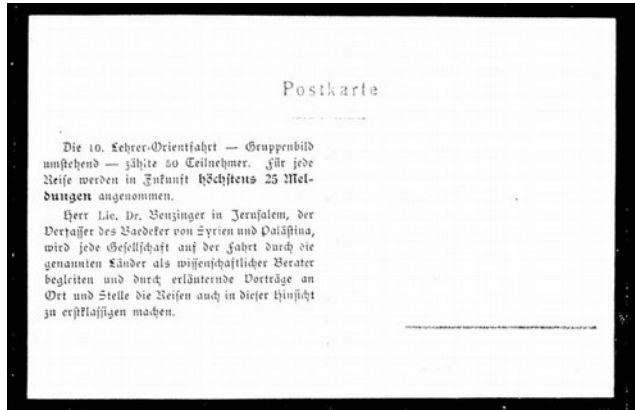 Postkarte
Die 10. Lehrer-Orientfahrt — Gruppenbild
umstehend — zählte 50 Teilnehmer. Für jede
Reise werden in Zukunft höchstens 25 Mel-
dungen angenommen.
Herr Lic. Dr. Benzinger in Jerusalem, der
Verfasser des Baedeker von Syrien und Palästina,
wird jede Gesellschaft auf der Fahrt durch die
genannten Länder als wissenschaftlicher Berater
begleiten und durch erläuternde Vorträge an
Ort und Stelle die Reisen auch in dieser Hinsicht
zu erstklassigen machen.